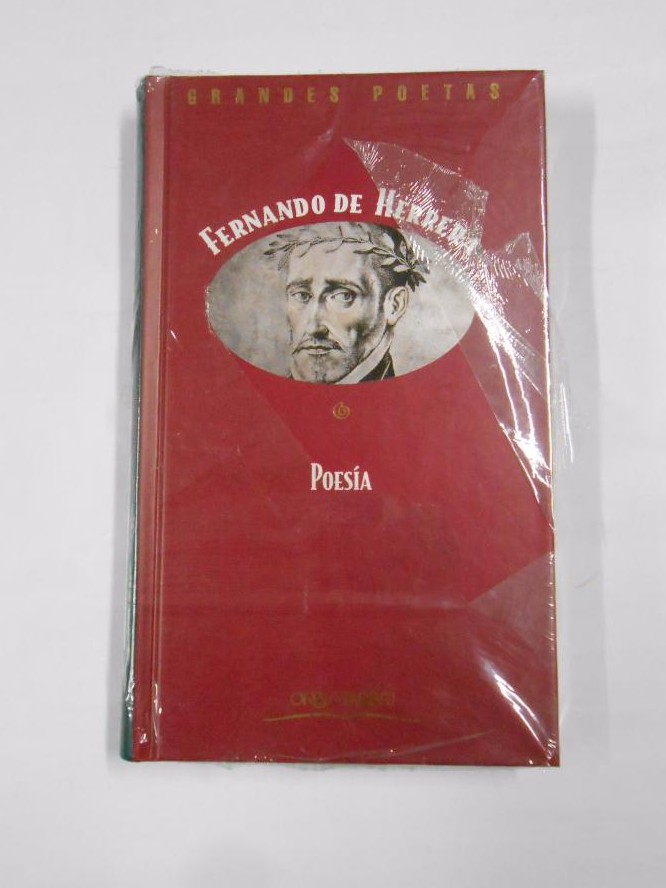 GRANDES POETAS
FERNANDO DE HERRERA
POESÍA